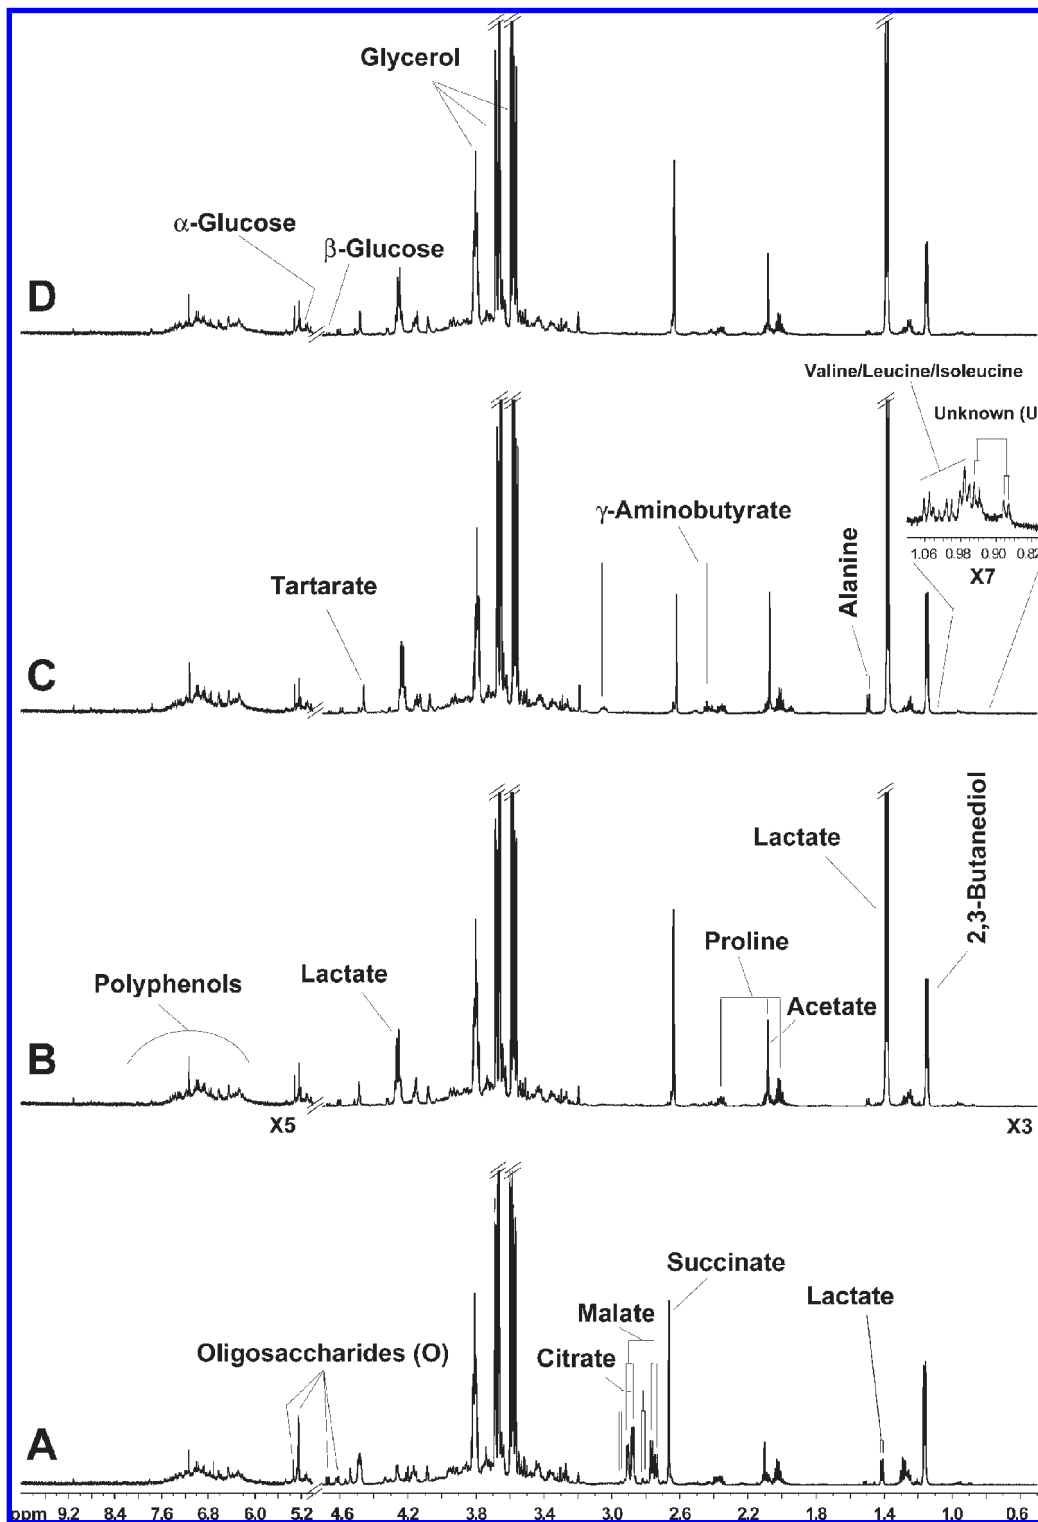 Glycerol
α-Glucose
β-Glucose
D
Valine/Leucine/Isoleucine
Unknown (U
1.06 0.98 0.90 0.82
X7
γ-Aminobutyrate
Alanine
Tartarate
C
2,3-Butanediol
Lactate
Proline
Acetate
Lactate
Polyphenols
B
X5
X3
Succinate
Malate
Lactate
Citrate
Oligosaccharides (O)
A
ppm 9.2 8.4 7.6 6.8 6.0 5.2 4.6 4.2 3.8 3.4 3.0 2.6 2.2 1.8 1.4 1.0 0.6